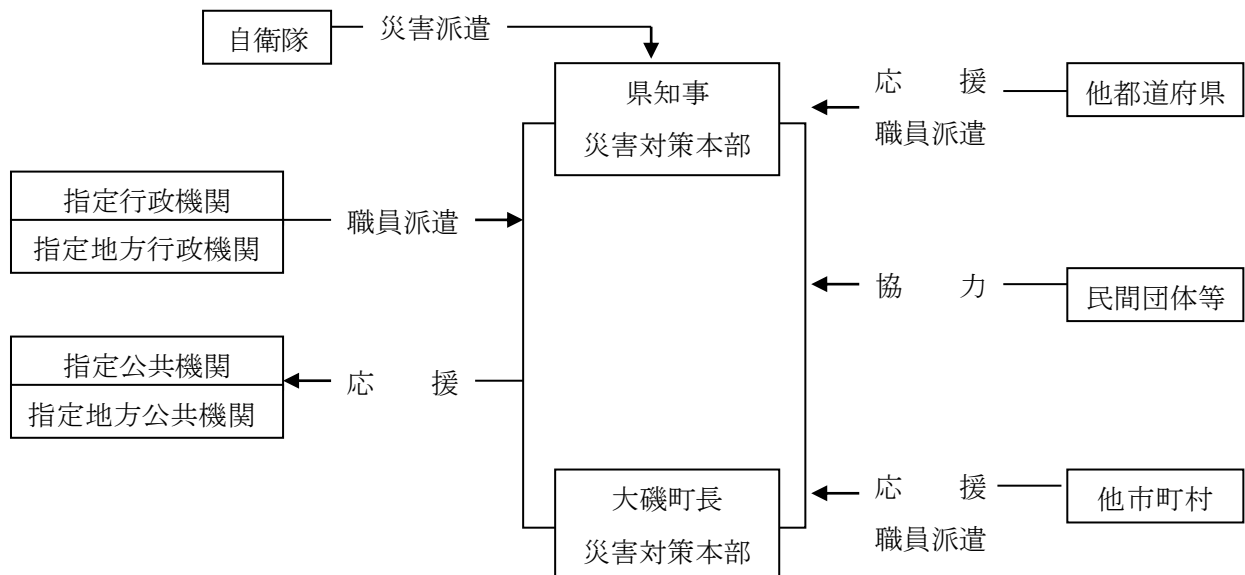 自衛隊
災害派遣
県知事
災害対策本部
応　援
職員派遣
他都道府県
指定行政機関
指定地方行政機関
職員派遣
協　力
民間団体等
指定公共機関
指定地方公共機関
応　援
大磯町長
災害対策本部
応　援
職員派遣
他市町村